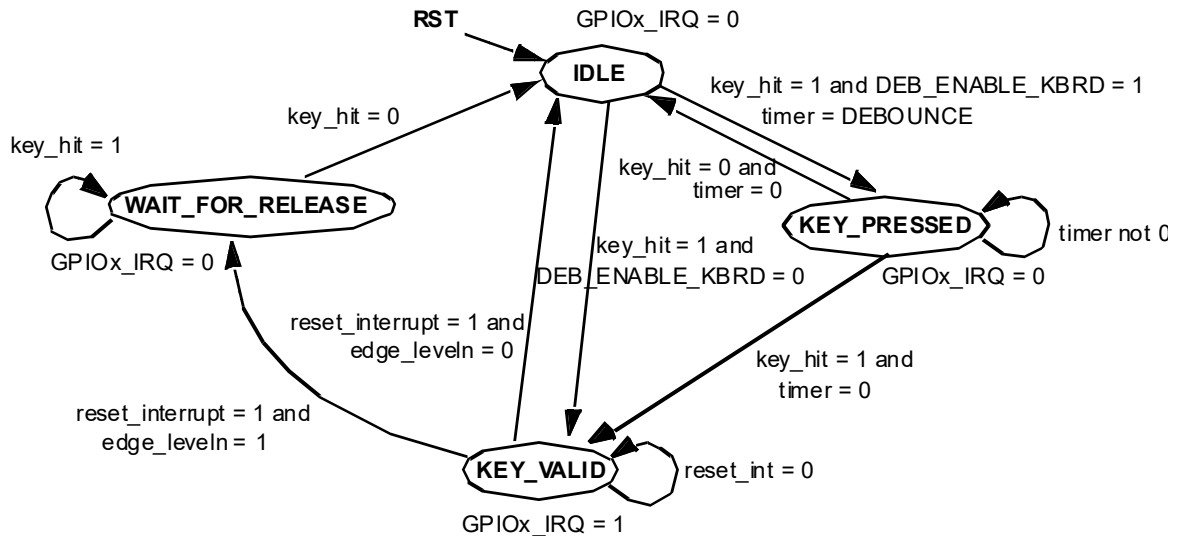 RST
GPIOx_IRQ = 0
IDLE
key_hit = 1 and DEB_ENABLE_KBRD = 1
timer = DEBOUNCE
key_hit = 0
key_hit = 1
key_hit = 0 and
timer = 0
WAIT_FOR_RELEASE
KEY_PRESSED
timer not 0
GPIOx_IRQ = 0
key_hit = 1 and
DEB_ENABLE_KBRD = 0
GPIOx_IRQ = 0
reset_interrupt = 1 and
edge_leveln = 0
key_hit = 1 and
timer = 0
reset_interrupt = 1 and
edge_leveln = 1
KEY_VALID
reset_int = 0
GPIOx_IRQ = 1